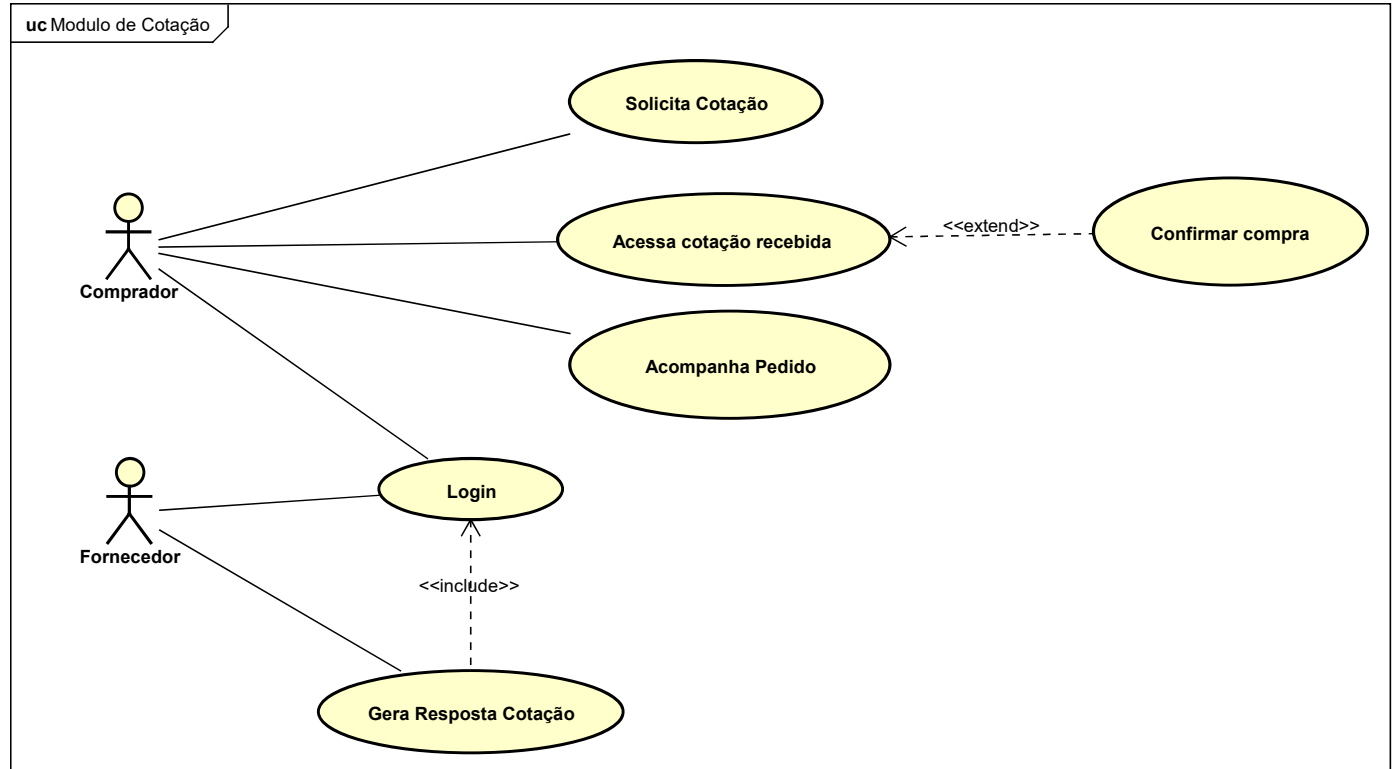 uc Modulo de Cotação
Solicita Cotação
Acessa cotação recebida
<<extend>>
Confirmar compra
Comprador
Acompanha Pedido
Login
Fornecedor
<<include>>
Gera Resposta Cotação